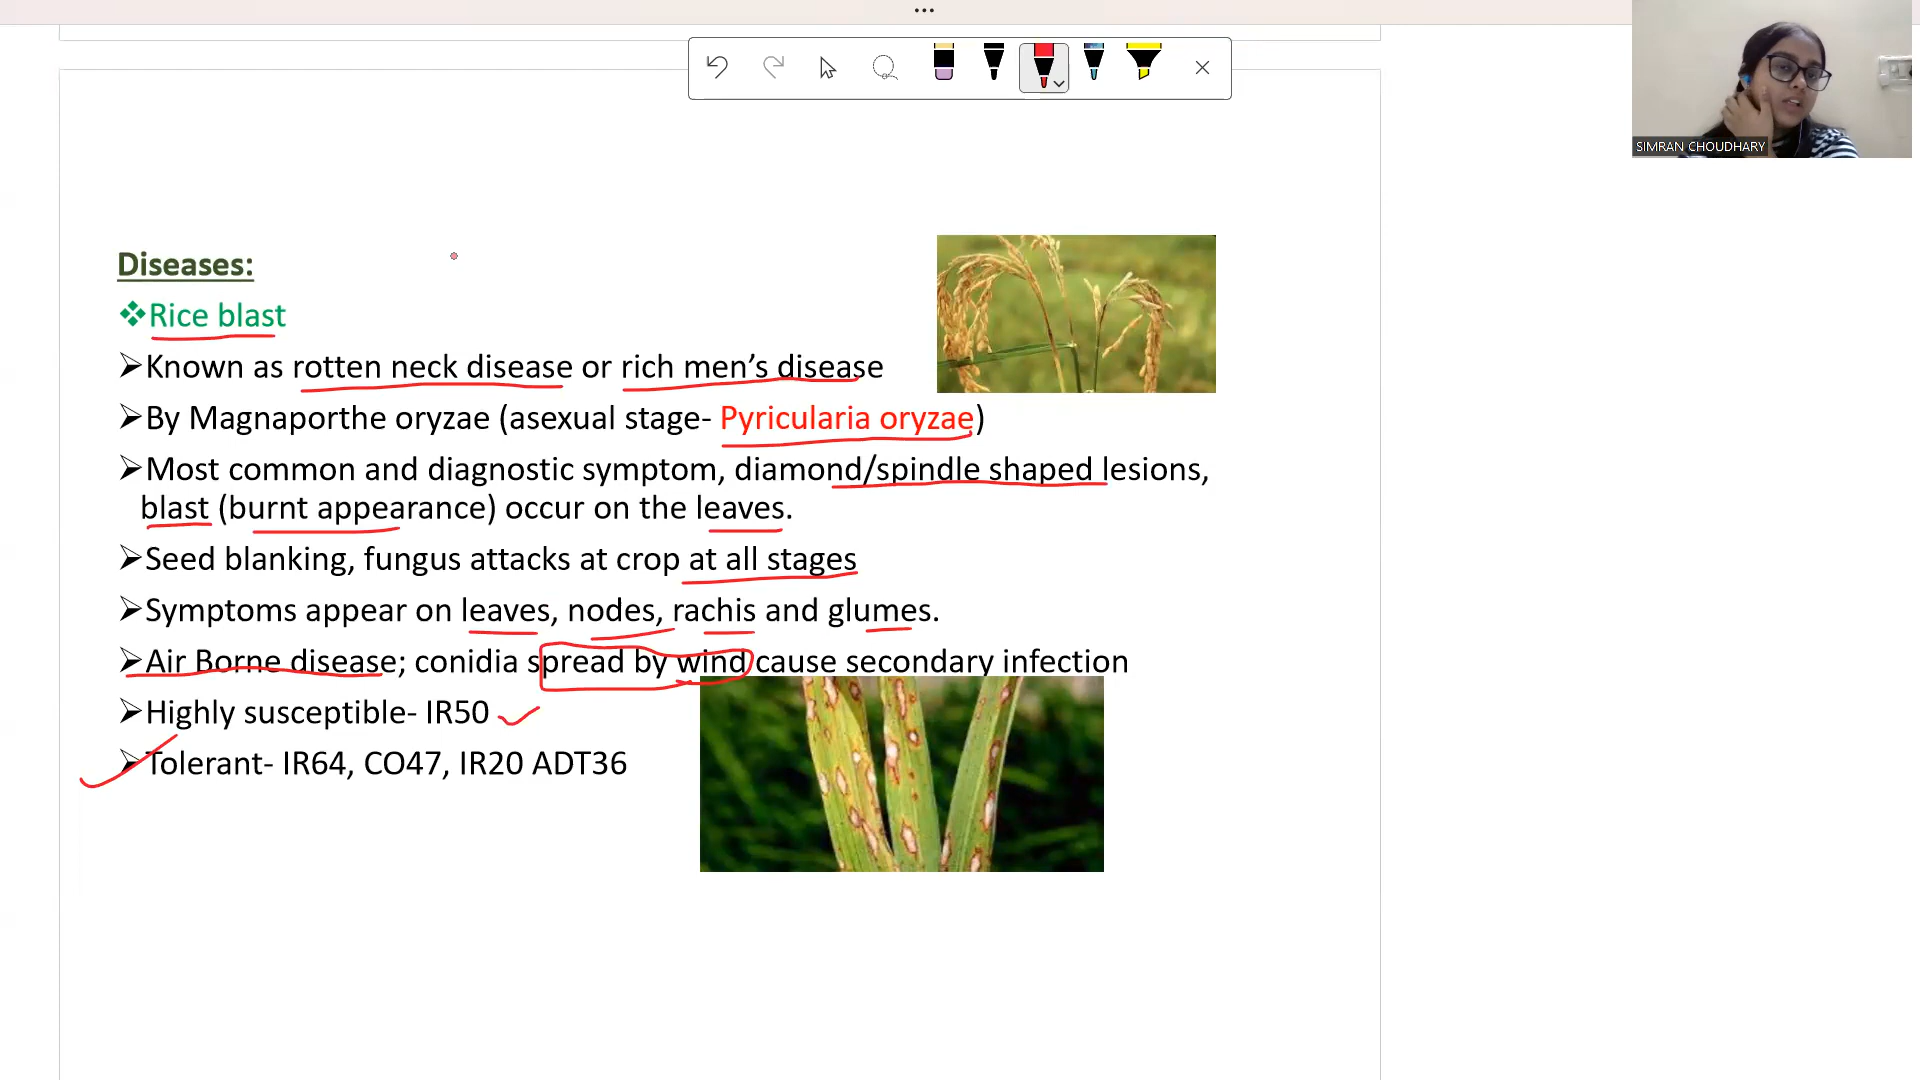 SIMRAN CHOUDHARY
Diseases:
❖Rice blast
➢Known as rotten neck disease or rich men’s disease
➢By Magnaporthe oryzae (asexual stage- Pyricularia oryzae)
➢Most common and diagnostic symptom, diamond/spindle shaped lesions,
blast (burnt appearance) occur on the leaves.
➢Seed blanking, fungus attacks at crop at all stages
➢Symptoms appear on leaves, nodes, rachis and glumes.
➢Air Borne disease; conidia spread by wind cause secondary infection
➢Highly susceptible- IR50
➢Tolerant- IR64, CO47, IR20 ADT36